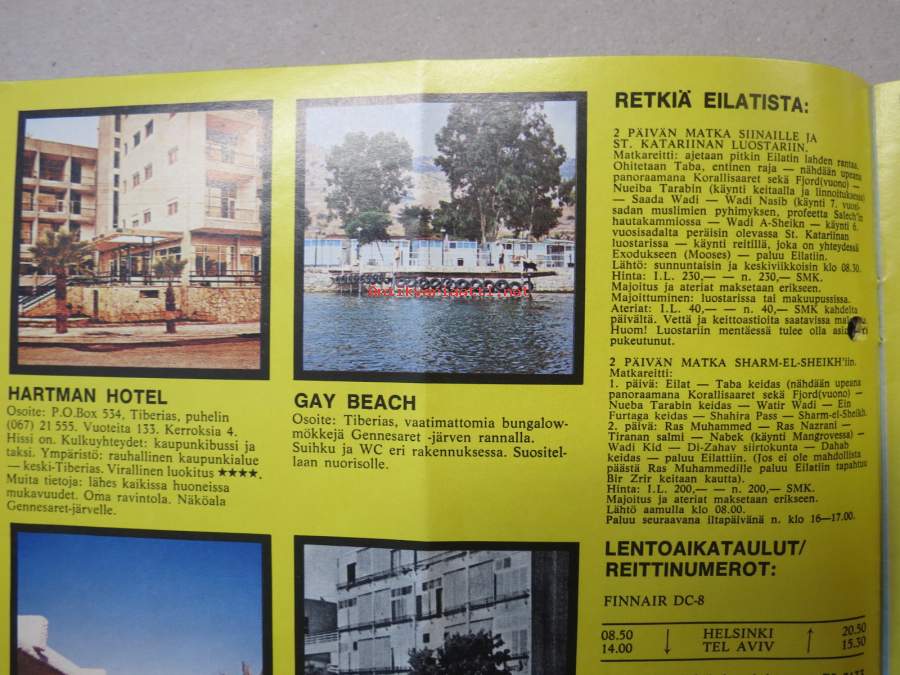 HARTMAN HOTEL
Osoite: P.O.Box 534, Tiberias, puhelin
(067) 21 555. Vuoteita 133. Kerroksia 4.
Hissi on. Kulkuyhteydet: kaupunkibussi ja
taksi. Ympäristö: rauhallinen kaupunkialue
— keski-Tiberias. Virallinen luokitus ★★★★.
Muita tietoja: lähes kaikissa huoneissa
mukavuudet. Oma ravintola. Näköala
Gennesaret-järvelle.
antikvariaatti.net
GAY BEACH
Osoite: Tiberias, vaatimattomia bungalow-
mökkejä Gennesaret -järven rannalla.
Suihku ja WC eri rakennuksessa. Suositel-
laan nuorisolle.
RETKIÄ EILATISTA:
2 PÄIVÄN MATKA SIINAILLE JA
ST. KATARIINAN LUOSTARIIN.
Matkareitti: ajetaan pitkin Eilatin lahden rantaa.
Ohitetaan Taba, entinen raja — nähdään upeana
panoraamana Korallisaaret sekä Fjord(vuono) —
Nueiba Tarabin (käynti keitaalla ja linnoituksessa)
— Saada Wadi — Wadi Nasib (käynti 7. vuosi-
sadan muslimien pyhimyksen, profeetta Salech'in
hautakammiossa — Wadi A-Sheikn — käynti 6.
vuosisadalta peräisin olevassa St. Katariinan
luostarissa — käynti reitillä, joka on yhteydessä
Exodukseen (Mooses) — paluu Eilatiin.
Lähtö: sunnuntaisin ja keskiviikkoisin klo 08.30.
Hinta: I.L. 230,— — n. 230,— SMK.
Majoitus ja ateriat maksetaan erikseen.
Majoittuminen: luostarissa tai makuupussissa.
Ateriat: I.L. 40,— — n. 40,— SMK kahdelta
päivältä. Vettä ja keittoastioita saatavissa
Huom! Luostariin mentäessä tulee olla
pukeutunut.
2 PÄIVÄN MATKA SHARM-EL-SHEIKH'iin.
Matkareitti:
1. päivä: Eilat — Taba keidas (nähdään upeana
panoraamana Korallisaaret sekä Fjord(vuono) —
Nueba Tarabin keidas — Watir Wadi — Ein
Furtaga keidas — Shahira Pass — Sharm-el-Sheikh.
2. päivä: Ras Muhammed — Ras Nazrani —
Tiranan salmi — Nabek (käynti Mangrovessa) —
Wadi Kid — Di-Zahav siirtokunta — Dahab
keidas — paluu Eilattiin. (Jos ei ole mahdollista
päästä Ras Muhammedille paluu Eilatiin tapahtuu
Bir Zrir keitaan kautta).
Hinta: I.L. 200,— — n. 200,— SMK.
Majoitus ja ateriat maksetaan erikseen.
Lähtö aamulla klo 08.00.
Paluu seuraavana iltapäivänä n. klo 16—17.00.
LENTOAIKATAULUT/
REITTINUMEROT:
FINNAIR DC-8
08.50 ↓ HELSINKI ↑ 20.50
14.00 TEL AVIV 15.30